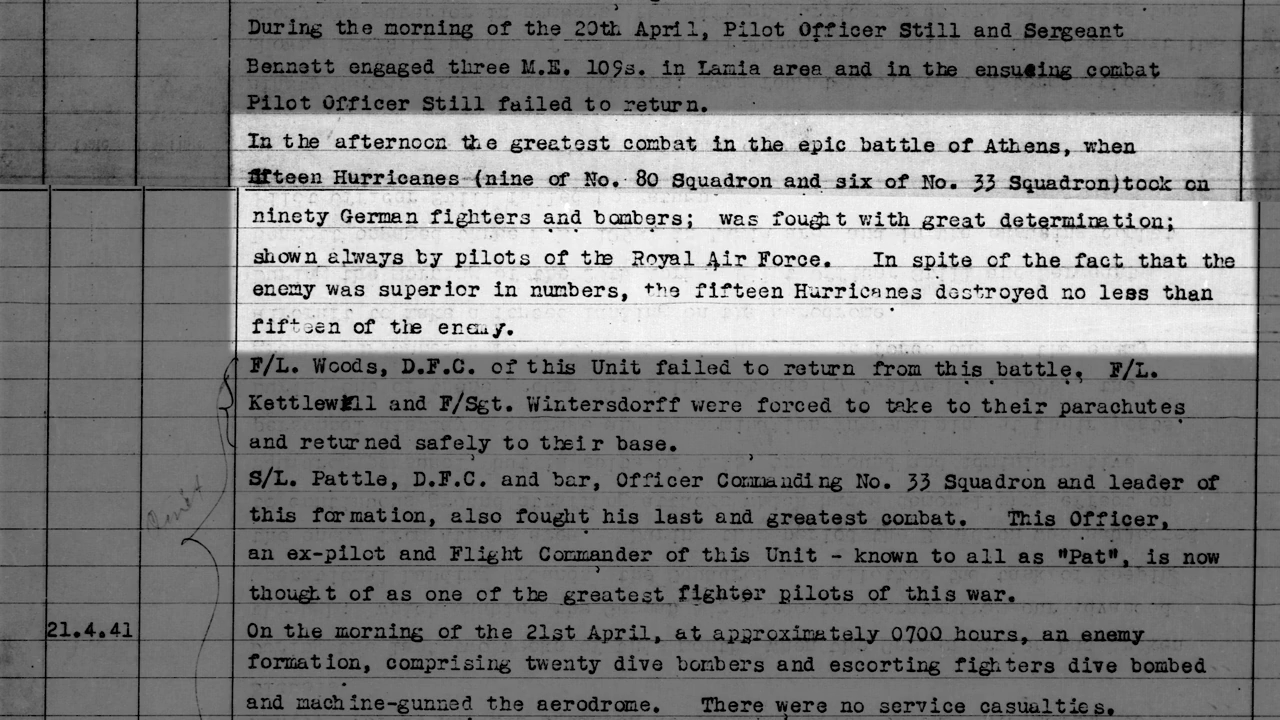 During the morning of the 20th April, Pilot Officer Still and Sergeant
Bennett engaged three M.E. 109s. in Lamia area and in the ensueing combat
Pilot Officer Still failed to return.
In the afternoon the greatest combat in the epic battle of Athens, when
fifteen Hurricanes (nine of No. 80 Squadron and six of No. 33 Squadron)took on
ninety German fighters and bombers; was fought with great determination;
shown always by pilots of the Royal Air Force. In spite of the fact that the
enemy was superior in numbers, the fifteen Hurricanes destroyed no less than
fifteen of the enemy.
F/L. Woods, D.F.C. of this Unit failed to return from this battle, F/L.
Kettlewell and F/Sgt. Wintersdorff were forced to take to their parachutes
and returned safely to their base.
S/L. Pattle, D.F.C. and bar, Officer Commanding No. 33 Squadron and leader of
this formation, also fought his last and greatest combat. This Officer,
an ex-pilot and Flight Commander of this Unit - known to all as "Pat", is now
thought of as one of the greatest fighter pilots of this war.
21.4.41 On the morning of the 21st April, at approximately 0700 hours, an enemy
formation, comprising twenty dive bombers and escorting fighters dive bombed
and machine-gunned the aerodrome. There were no service casualties.